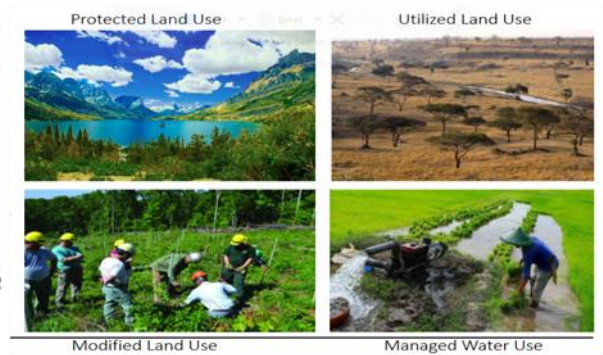 Protected Land Use
Utilized Land Use
Modified Land Use
Managed Water Use